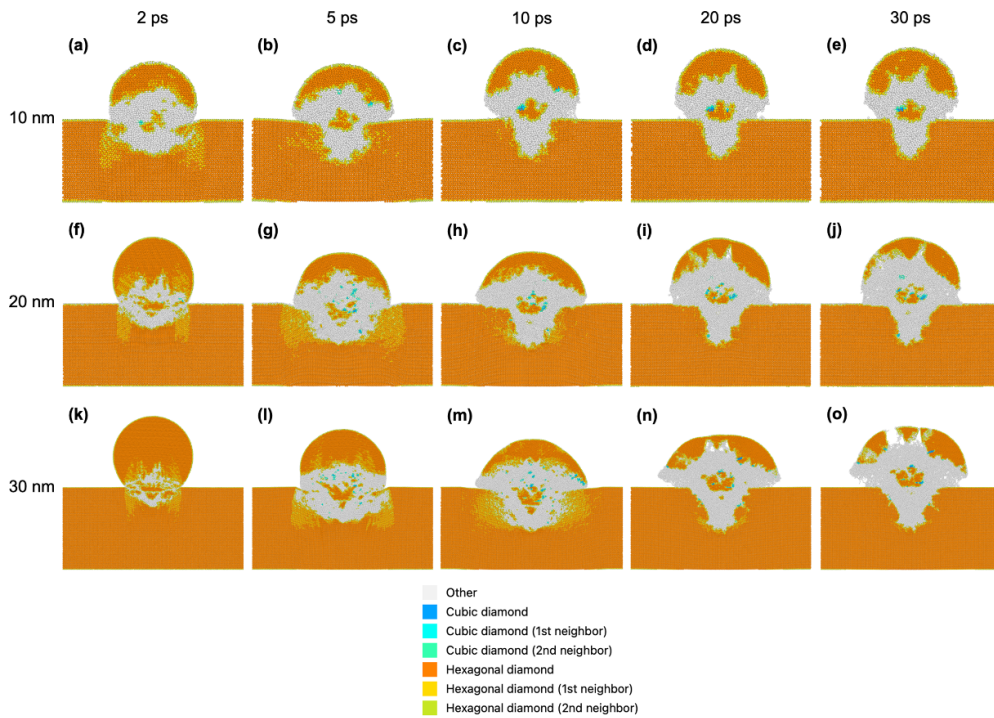 2 ps 5 ps 10 ps 20 ps 30 ps
(a) (b) (c) (d) (e)
10 nm
(f) (g) (h) (i) (j)
20 nm
(k) (l) (m) (n) (o)
30 nm
Other
Cubic diamond
Cubic diamond (1st neighbor)
Cubic diamond (2nd neighbor)
Hexagonal diamond
Hexagonal diamond (1st neighbor)
Hexagonal diamond (2nd neighbor)